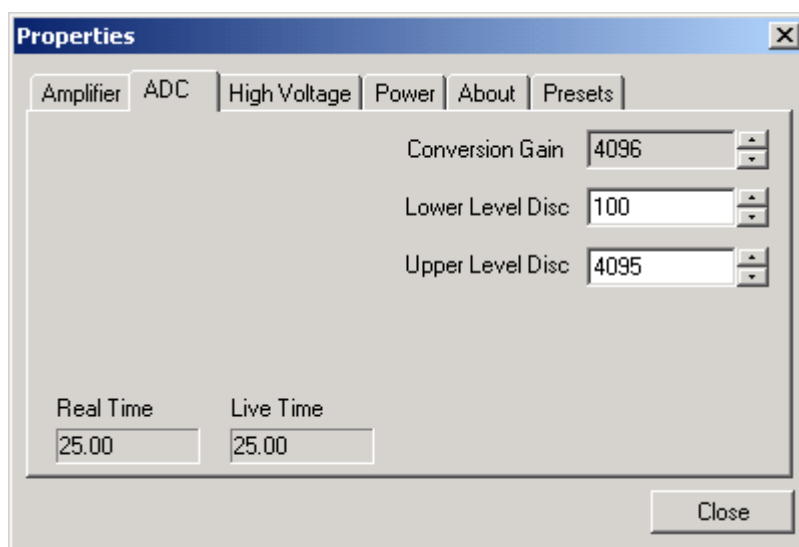 Properties
Amplifier ADC High Voltage Power About Presets
Conversion Gain 4096
Lower Level Disc 100
Upper Level Disc 4095
Real Time Live Time
25.00 25.00
Close